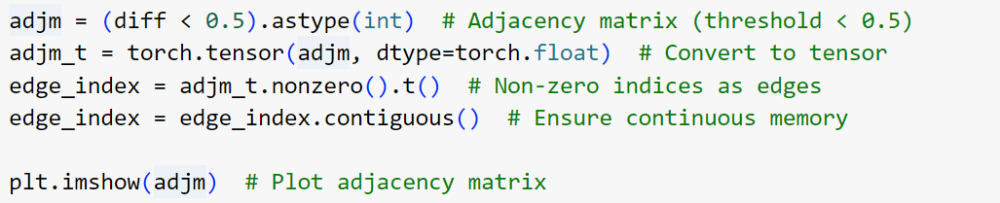 adjm = (diff < 0.5).astype(int)  # Adjacency matrix (threshold < 0.5)
adjm_t = torch.tensor(adjm, dtype=torch.float)  # Convert to tensor
edge_index = adjm_t.nonzero().t()  # Non-zero indices as edges
edge_index = edge_index.contiguous()  # Ensure continuous memory
plt.imshow(adjm)  # Plot adjacency matrix